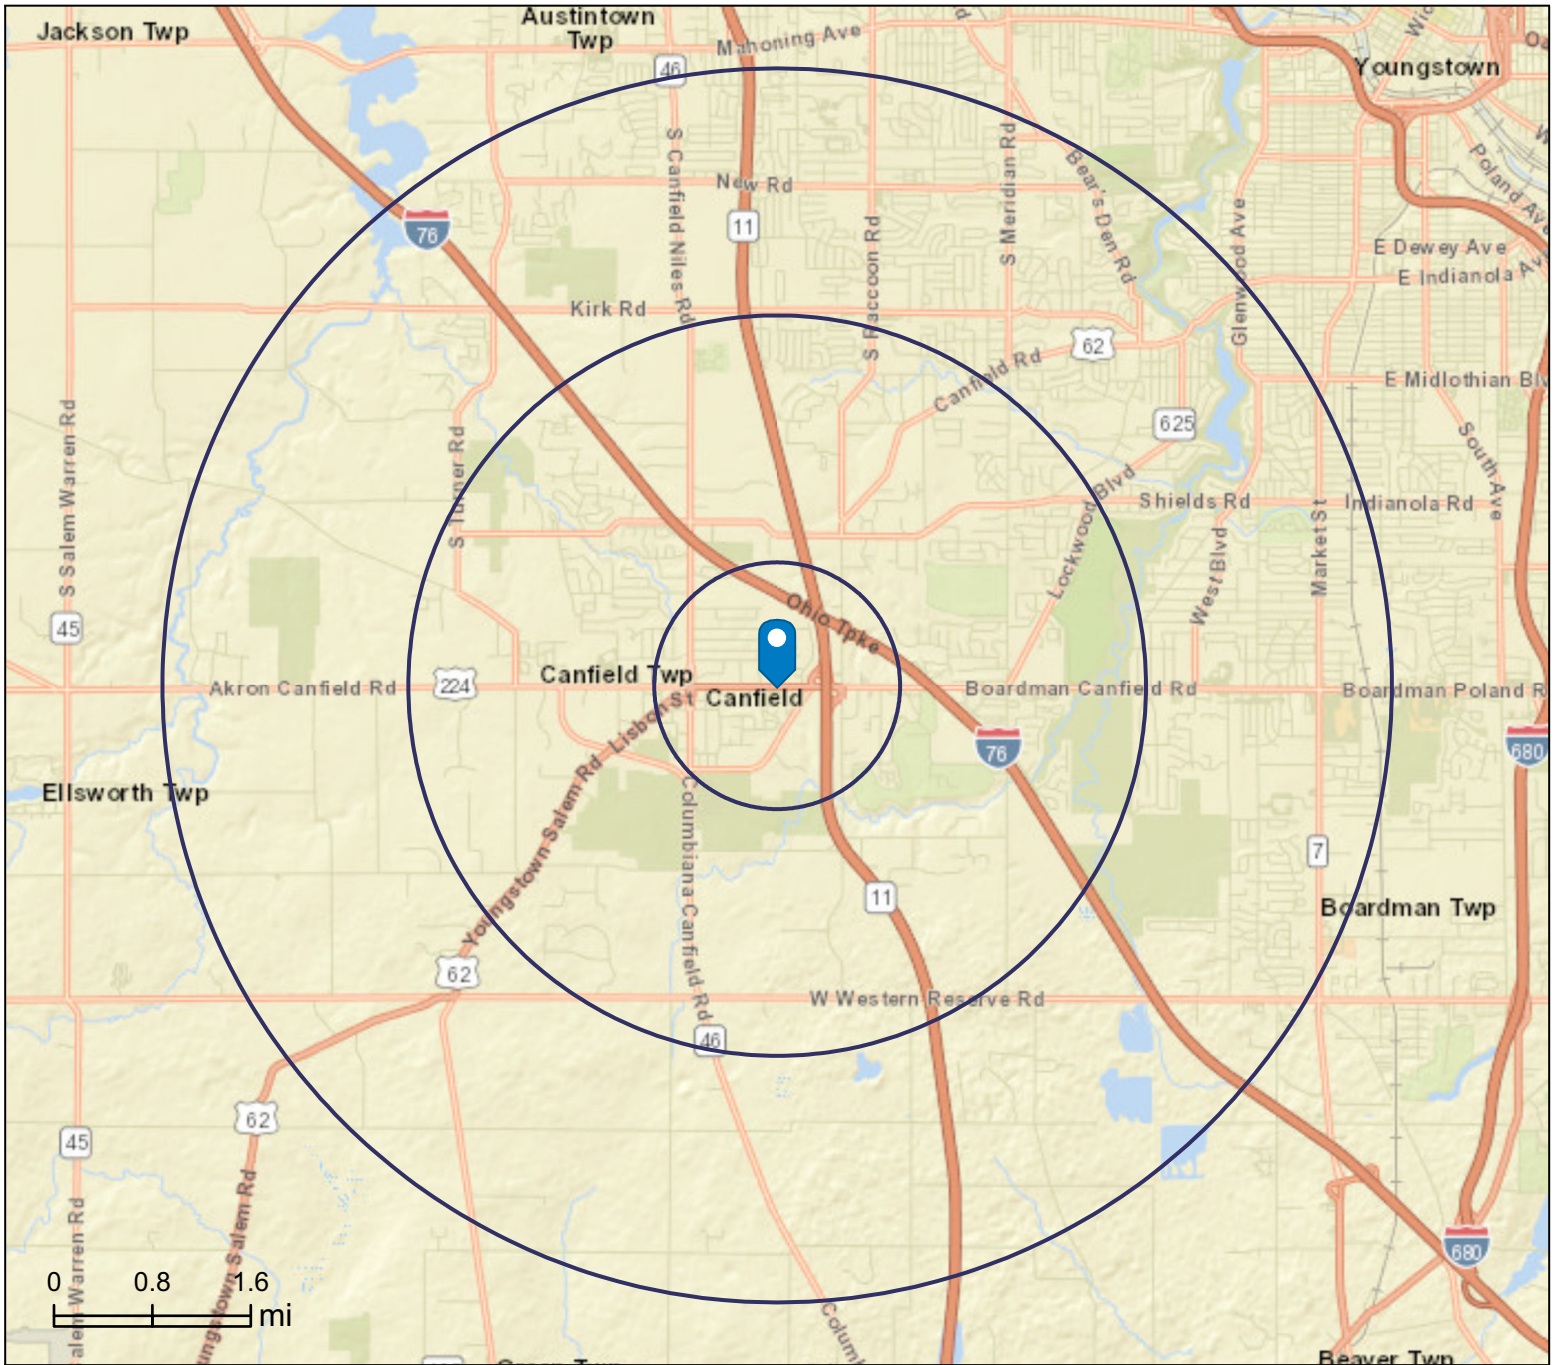 Jackson Twp
Austintown
Twp
Mahoning Ave
46
Youngstown
S Canfield Niles Rd
New Rd
11
76
S Raccoon Rd
S Meridian Rd
Bear's Den Rd
Glenwood Ave
Poland Ave
E Dewey Ave
E Indianola Av
Kirk Rd
62
Canfield Rd
E Midlothian Blv
625
S Salem Warren Rd
S Turner Rd
South Ave
Lockwood Blvd
Shields Rd
Indianola Rd
West Blvd
Market St
Ohio Tpke
45
Canfield Twp
Akron Canfield Rd
224
Lisbon St
Canfield
Boardman Canfield Rd
Boardman Poland R
76
680
Ellsworth Twp
Youngstown Salem Rd
Columbiana Canfield Rd
7
11
Boardman Twp
62
W Western Reserve Rd
46
62
45
alem Warren Rd
ungstown Salem Rd
680
0 0.8 1.6
mi
Beaver Twp